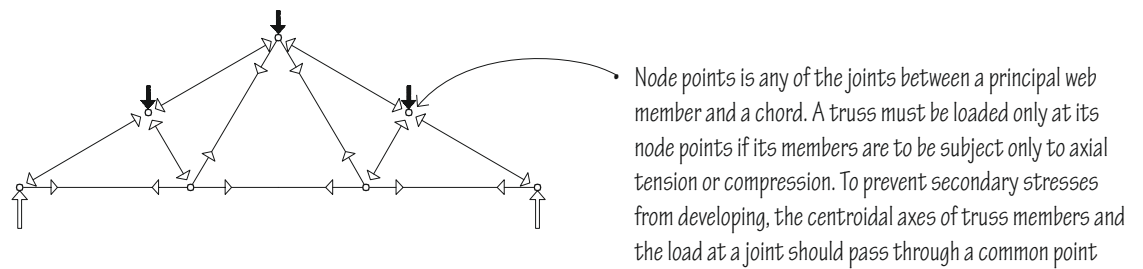 Node points is any of the joints between a principal web
member and a chord. A truss must be loaded only at its
node points if its members are to be subject only to axial
tension or compression. To prevent secondary stresses
from developing, the centroidal axes of truss members and
the load at a joint should pass through a common point